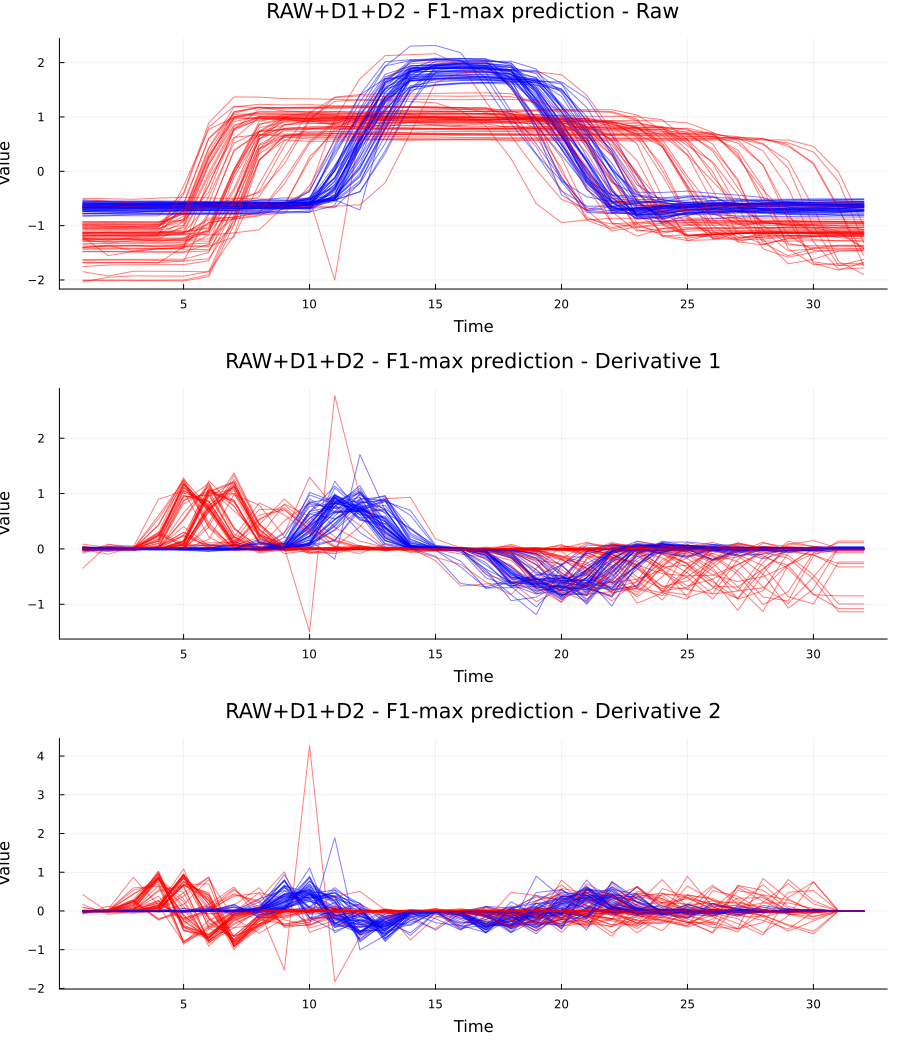 RAW+D1+D2 - F1-max prediction - Raw
Value
2
1
0
−1
−2
5 10 15 20 25 30
Time
RAW+D1+D2 - F1-max prediction - Derivative 1
Value
2
1
0
−1
5 10 15 20 25 30
Time
RAW+D1+D2 - F1-max prediction - Derivative 2
Value
4
3
2
1
0
−1
−2
5 10 15 20 25 30
Time